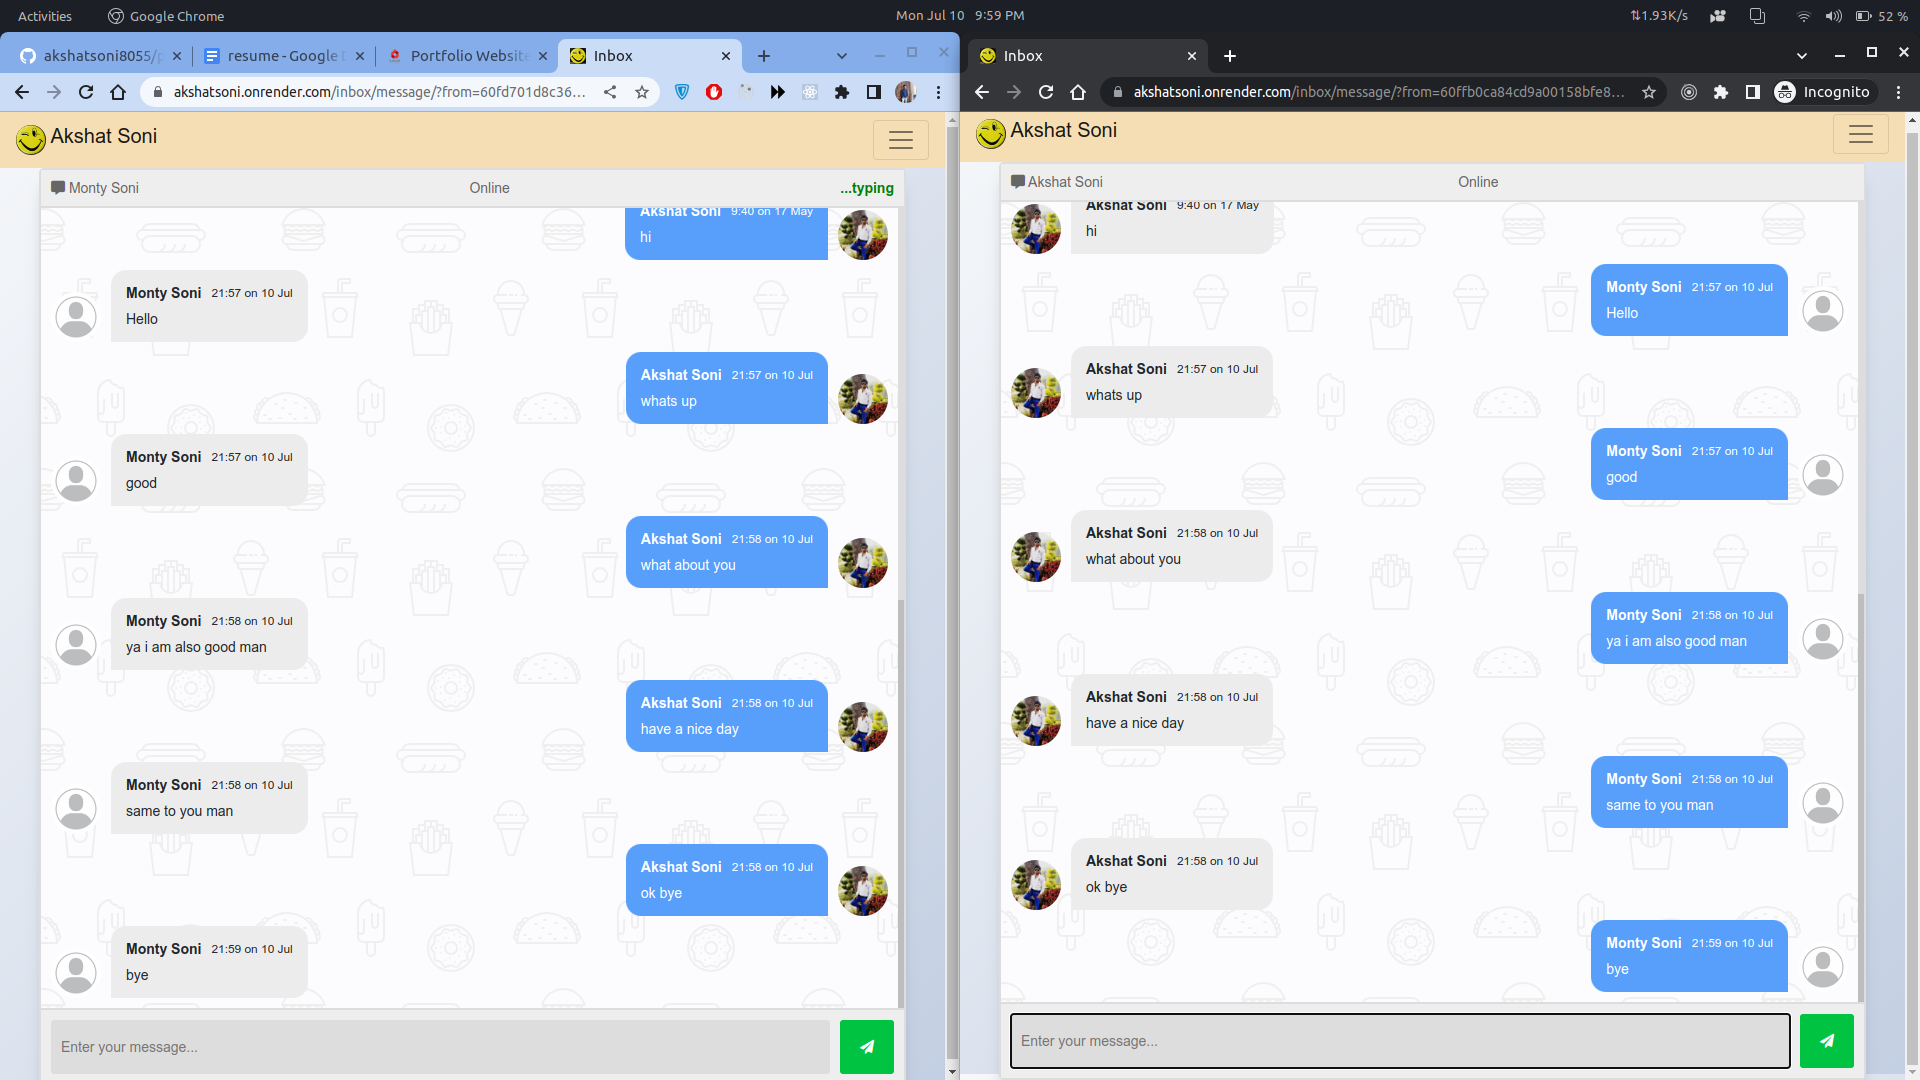 Activities
Google Chrome
Mon Jul 10 9:59 PM
1.93K/s
52 %
akshatsoni8055/
resume - Google
Portfolio Website
Inbox
akshatsoni.onrender.com/inbox/message/?from=60fd701d8c36...
Akshat Soni
Monty Soni
Online
...typing
Akshat Soni 9:40 on 17 May
hi
Monty Soni 21:57 on 10 Jul
Hello
Akshat Soni 21:57 on 10 Jul
whats up
Monty Soni 21:57 on 10 Jul
good
Akshat Soni 21:58 on 10 Jul
what about you
Monty Soni 21:58 on 10 Jul
ya i am also good man
Akshat Soni 21:58 on 10 Jul
have a nice day
Monty Soni 21:58 on 10 Jul
same to you man
Akshat Soni 21:58 on 10 Jul
ok bye
Monty Soni 21:59 on 10 Jul
bye
Enter your message...
Inbox
akshatsoni.onrender.com/inbox/message/?from=60ffb0ca84cd9a00158bfe8...
Incognito
Akshat Soni
Akshat Soni
Online
Akshat Soni 9:40 on 17 May
hi
Monty Soni 21:57 on 10 Jul
Hello
Akshat Soni 21:57 on 10 Jul
whats up
Monty Soni 21:57 on 10 Jul
good
Akshat Soni 21:58 on 10 Jul
what about you
Monty Soni 21:58 on 10 Jul
ya i am also good man
Akshat Soni 21:58 on 10 Jul
have a nice day
Monty Soni 21:58 on 10 Jul
same to you man
Akshat Soni 21:58 on 10 Jul
ok bye
Monty Soni 21:59 on 10 Jul
bye
Enter your message...